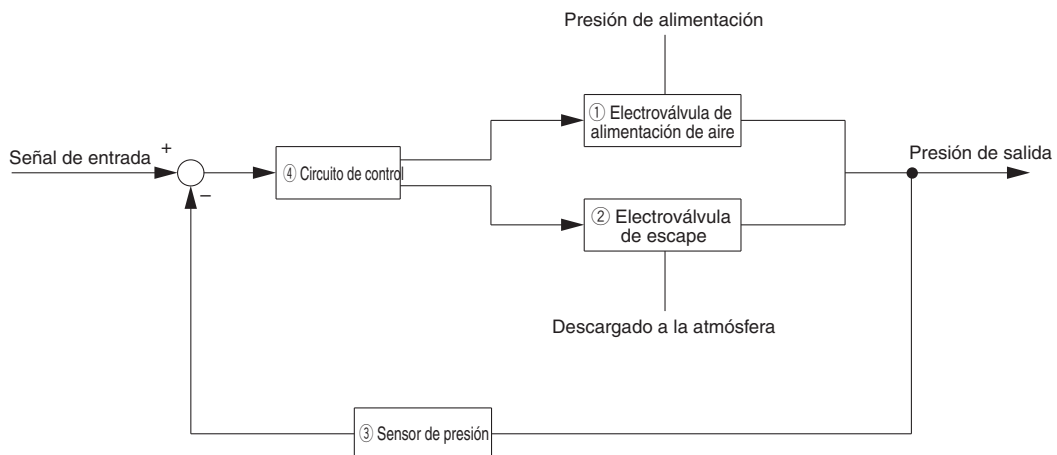 Presión de alimentación
① Electroválvula de
alimentación de aire
Señal de entrada
+
④ Circuito de control
Presión de salida
−
② Electroválvula
de escape
Descargado a la atmósfera
③ Sensor de presión